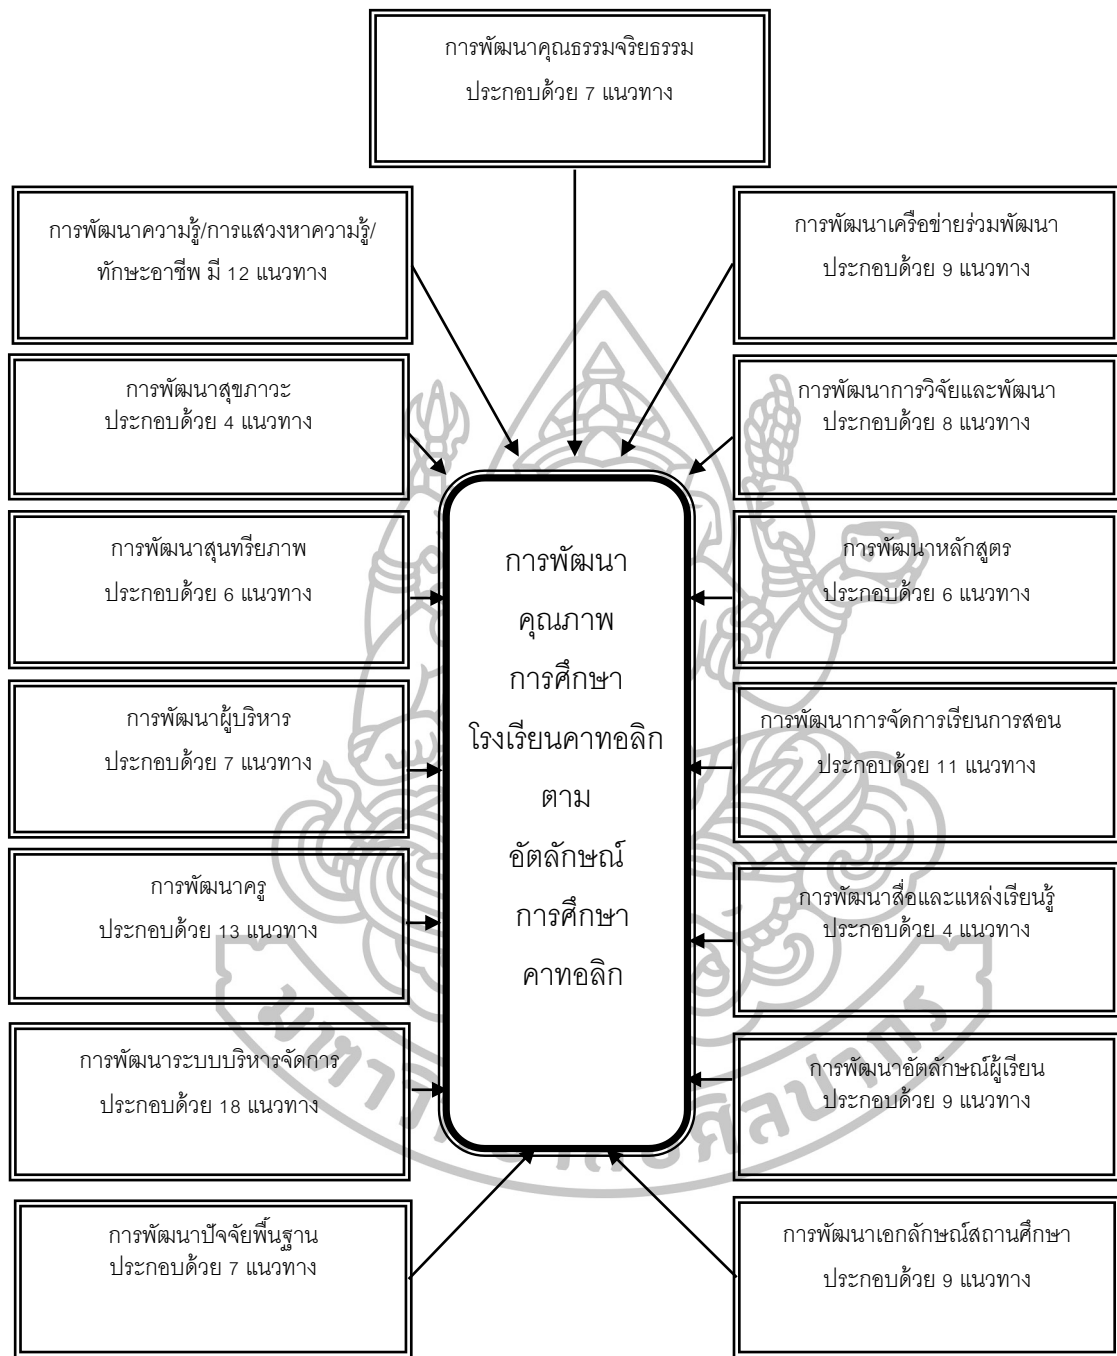 การพัฒนาคุณธรรมจริยธรรม
ประกอบด้วย 7 แนวทาง
การพัฒนาความรู้/การแสวงหาความรู้/
ทักษะอาชีพ มี 12 แนวทาง
การพัฒนาเครือข่ายร่วมพัฒนา
ประกอบด้วย 9 แนวทาง
การพัฒนาสุขภาวะ
ประกอบด้วย 4 แนวทาง
การพัฒนาการวิจัยและพัฒนา
ประกอบด้วย 8 แนวทาง
การพัฒนาสุนทรียภาพ
ประกอบด้วย 6 แนวทาง
การพัฒนาหลักสูตร
ประกอบด้วย 6 แนวทาง
การพัฒนาผู้บริหาร
ประกอบด้วย 7 แนวทาง
การพัฒนาการจัดการเรียนการสอน
ประกอบด้วย 11 แนวทาง
การพัฒนาครู
ประกอบด้วย 13 แนวทาง
การพัฒนาสื่อและแหล่งเรียนรู้
ประกอบด้วย 4 แนวทาง
การพัฒนาระบบบริหารจัดการ
ประกอบด้วย 18 แนวทาง
การพัฒนาอัตลักษณ์ผู้เรียน
ประกอบด้วย 9 แนวทาง
การพัฒนาปัจจัยพื้นฐาน
ประกอบด้วย 7 แนวทาง
การพัฒนาเอกลักษณ์สถานศึกษา
ประกอบด้วย 9 แนวทาง
การพัฒนา
คุณภาพ
การศึกษา
โรงเรียนคาทอลิก
ตาม
อัตลักษณ์
การศึกษา
คาทอลิก